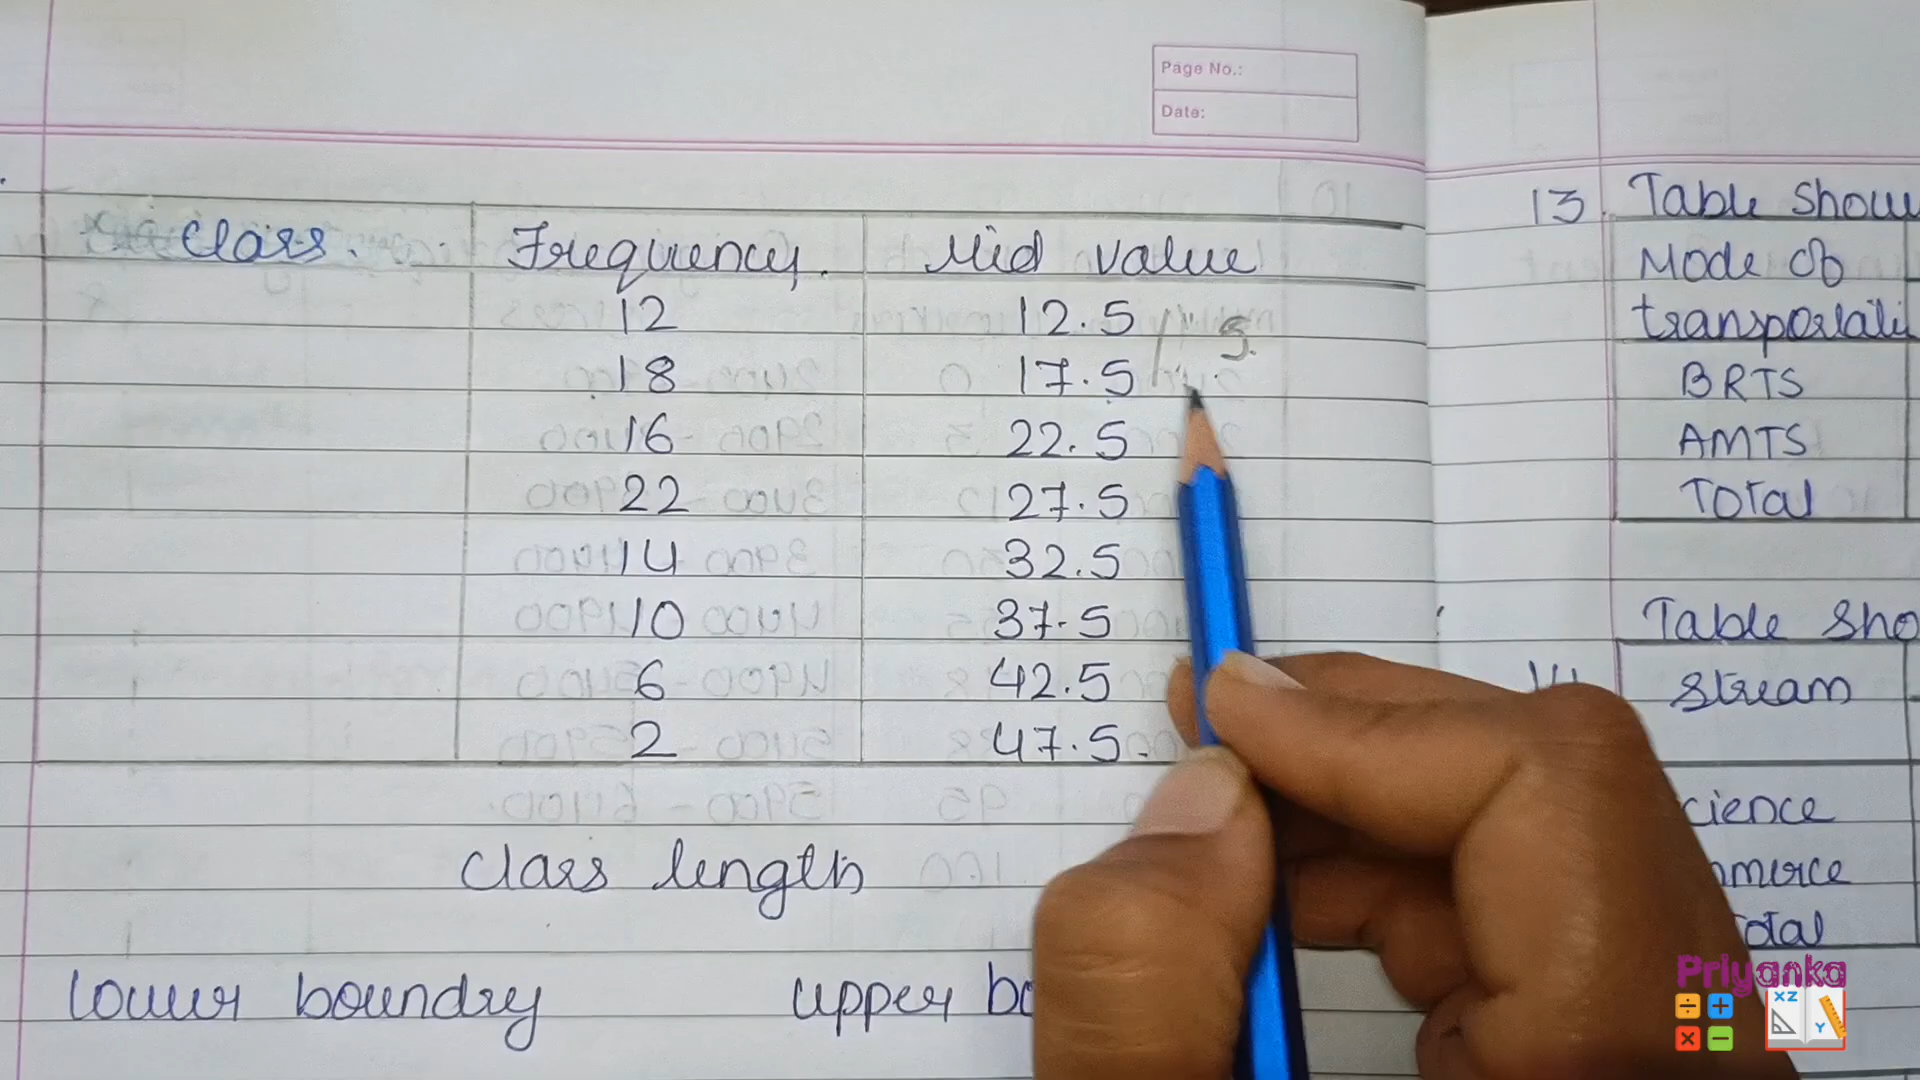 Page No.:
Date:
Class. Frequency. Mid value
12 12.5 5.
18 17.5
16 22.5
22 27.5
14 32.5
10 37.5
6 42.5
2 47.5
Class length
lower boundry upper
13. Table
Mode Of
BRTS
AMTS
Total
Table
Stream
Priyanka
XZ
Y